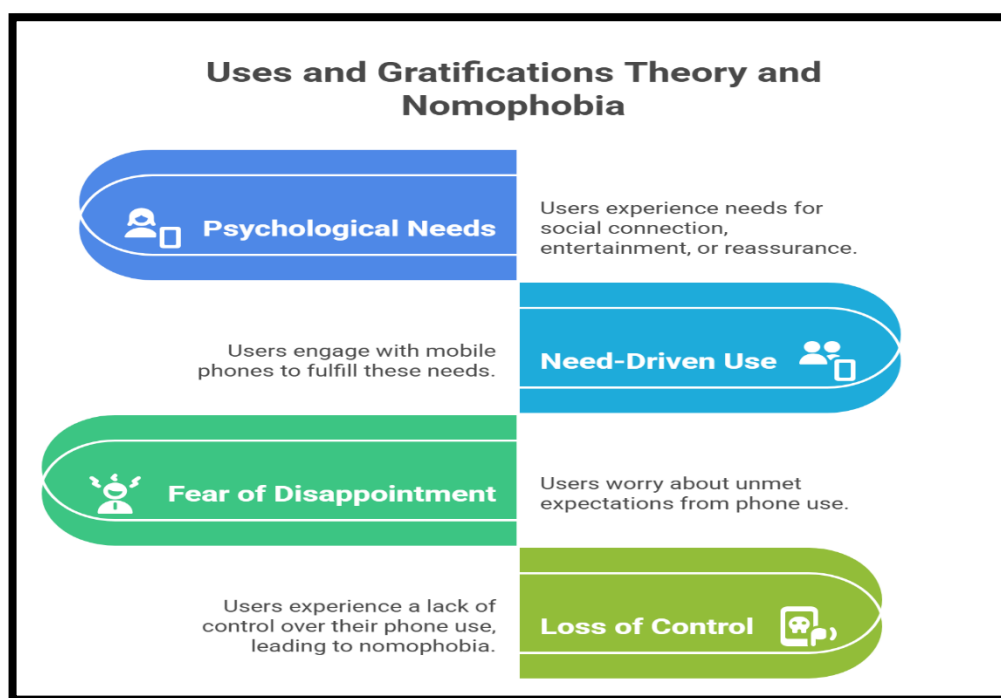 Uses and Gratifications Theory and
Nomophobia
Psychological Needs
Users experience needs for
social connection,
entertainment, or reassurance.
Users engage with mobile
phones to fulfill these needs.
Need-Driven Use
Fear of Disappointment
Users worry about unmet
expectations from phone use.
Users experience a lack of
control over their phone use,
leading to nomophobia.
Loss of Control